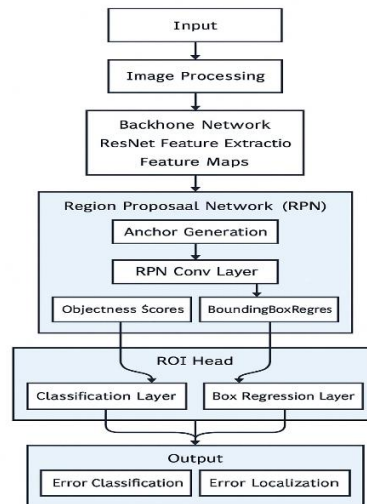 Input
Image Processing
Backhone Network
ResNet Feature Extractio
Feature Maps
Region Proposaal Network (RPN)
Anchor Generation
RPN Conv Layer
Objectness Scores
BoundingBoxRegres
ROI Head
Classification Layer
Box Regression Layer
Output
Error Classification
Error Localization